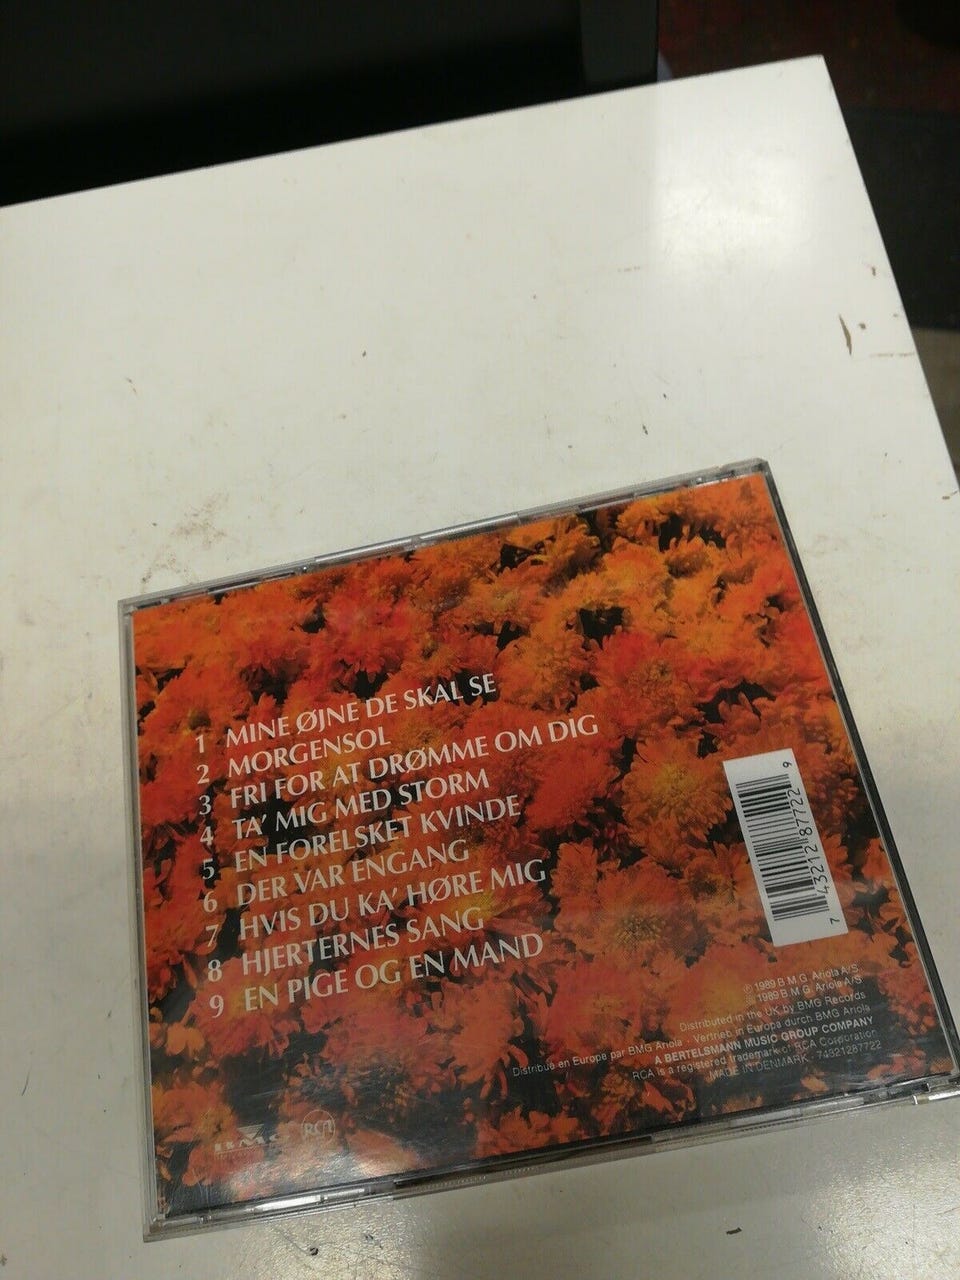 1 MINE ØJNE DE SKAL SE
2 MORGENSOL
3 FRI FOR AT DRØMME OM DIG
4 TA' MIG MED STORM
5 EN FORELSKET KVINDE
6 DER VAR ENGANG
7 HVIS DU KA' HØRE MIG
8 HJERTERNES SANG
9 EN PIGE OG EN MAND
7 43212 87722 9
℗ 1989 B.M.G. Ariola A/S
© 1989 B.M.G. Ariola A/S
Distributed in the UK by BMG Records
Distribué en Europe par BMG Ariola - Vertrieb in Europa durch BMG Ariola
A BERTELSMANN MUSIC GROUP COMPANY
RCA is a registered trademark of RCA Corporation
MADE IN DENMARK - 74321287722
BMG
RCA